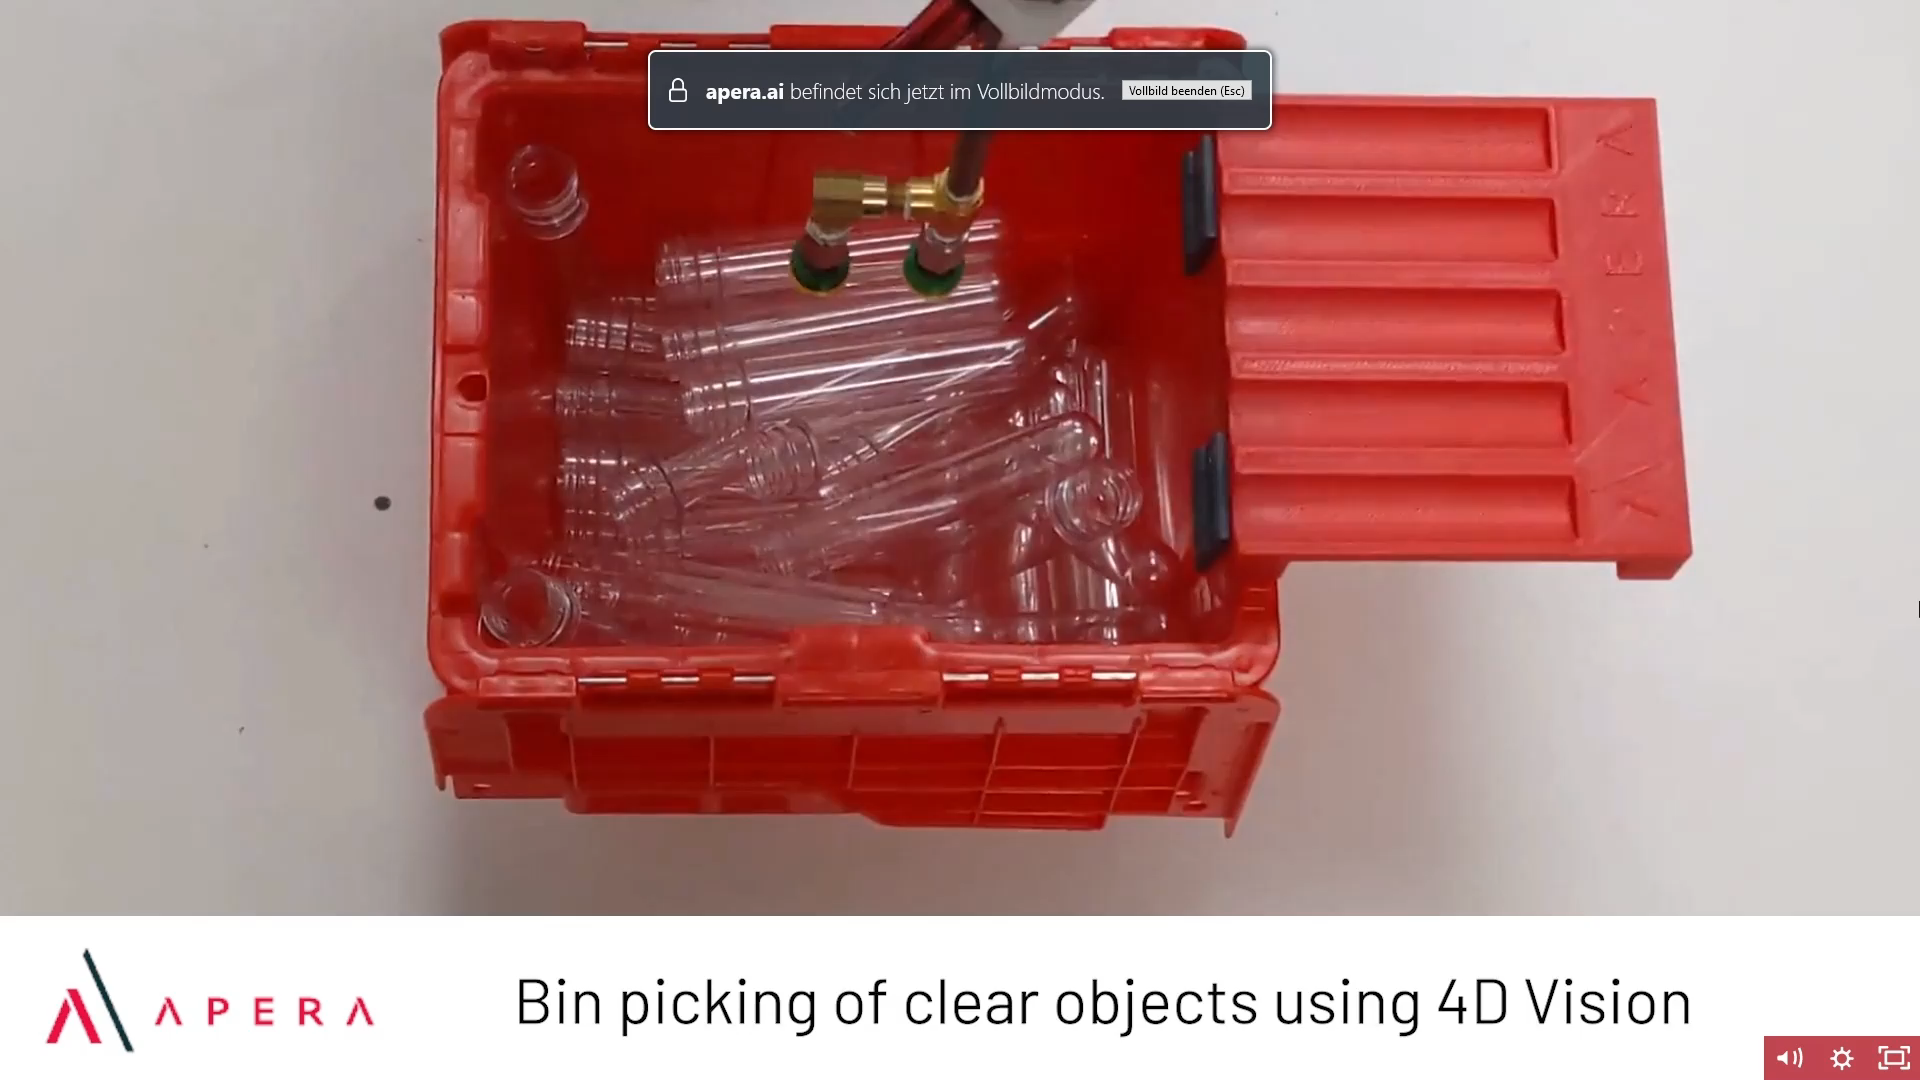 apera.ai befindet sich jetzt im Vollbildmodus. Vollbild beenden (Esc)
APERA
APERA
Bin picking of clear objects using 4D Vision